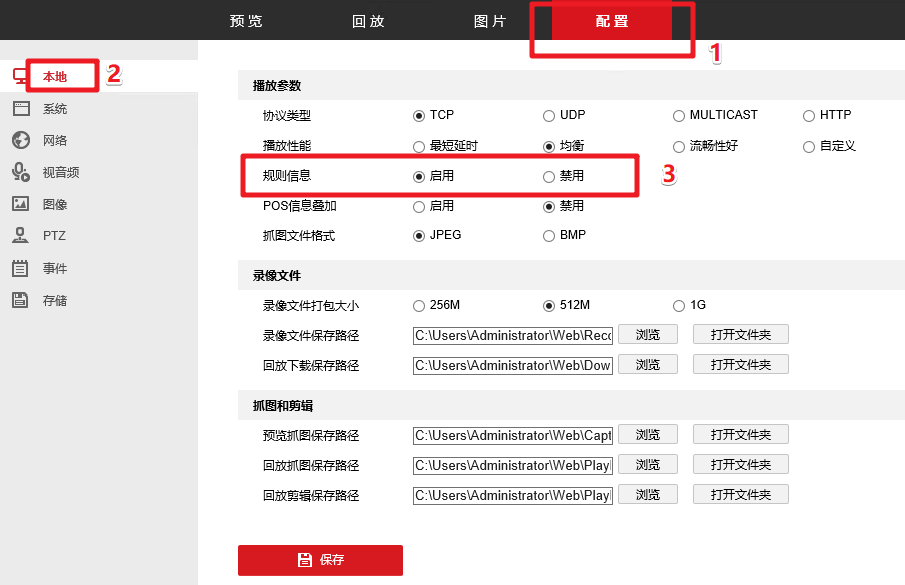 预览 回放 图片 配置
1
本地 2
系统
网络
视音频
图像
PTZ
事件
存储
播放参数
协议类型 TCP UDP MULTICAST HTTP
播放性能 最短延时 均衡 流畅性好 自定义
规则信息 启用 禁用 3
POS信息叠加 启用 禁用
抓图文件格式 JPEG BMP
录像文件
录像文件打包大小 256M 512M 1G
录像文件保存路径 C:\Users\Administrator\Web\Reco 浏览 打开文件夹
回放下载保存路径 C:\Users\Administrator\Web\Dow 浏览 打开文件夹
抓图和剪辑
预览抓图保存路径 C:\Users\Administrator\Web\Capt 浏览 打开文件夹
回放抓图保存路径 C:\Users\Administrator\Web\Play 浏览 打开文件夹
回放剪辑保存路径 C:\Users\Administrator\Web\Play 浏览 打开文件夹
保存